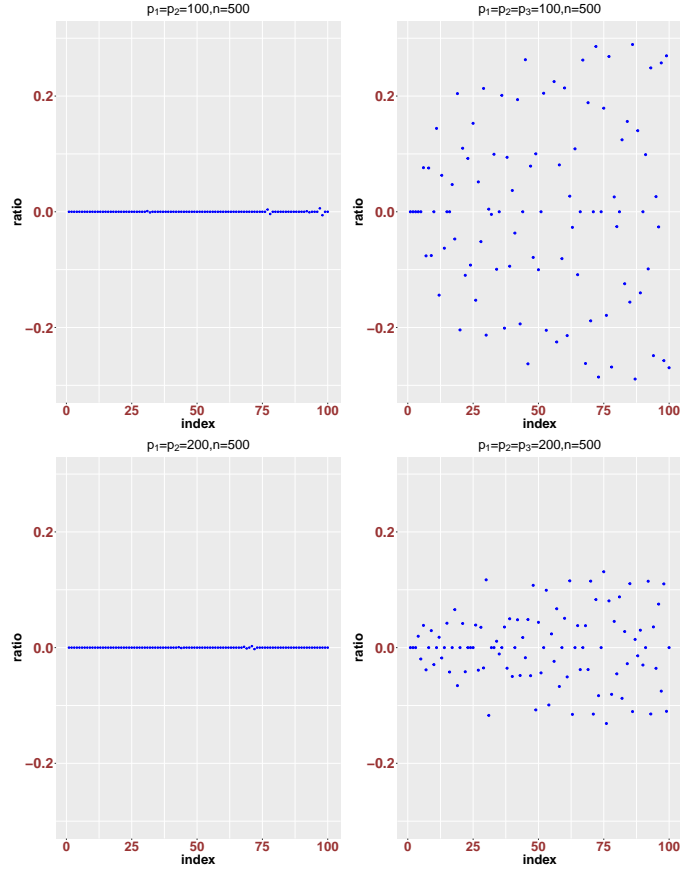 p₁=p₂=100,n=500
0.2
0.0
−0.2
ratio
0 25 50 75 100
index
p₁=p₂=p₃=100,n=500
0.2
0.0
−0.2
ratio
0 25 50 75 100
index
p₁=p₂=200,n=500
0.2
0.0
−0.2
ratio
0 25 50 75 100
index
p₁=p₂=p₃=200,n=500
0.2
0.0
−0.2
ratio
0 25 50 75 100
index